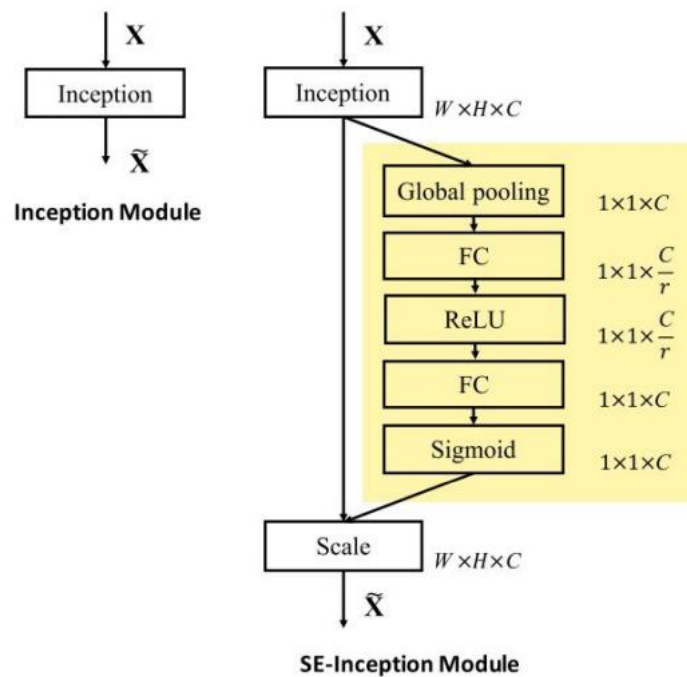 X
Inception
X̃
Inception Module
X
Inception
W×H×C
Global pooling
1×1×C
FC
1×1×C/r
ReLU
1×1×C/r
FC
1×1×C
Sigmoid
1×1×C
Scale
W×H×C
X̃
SE-Inception Module